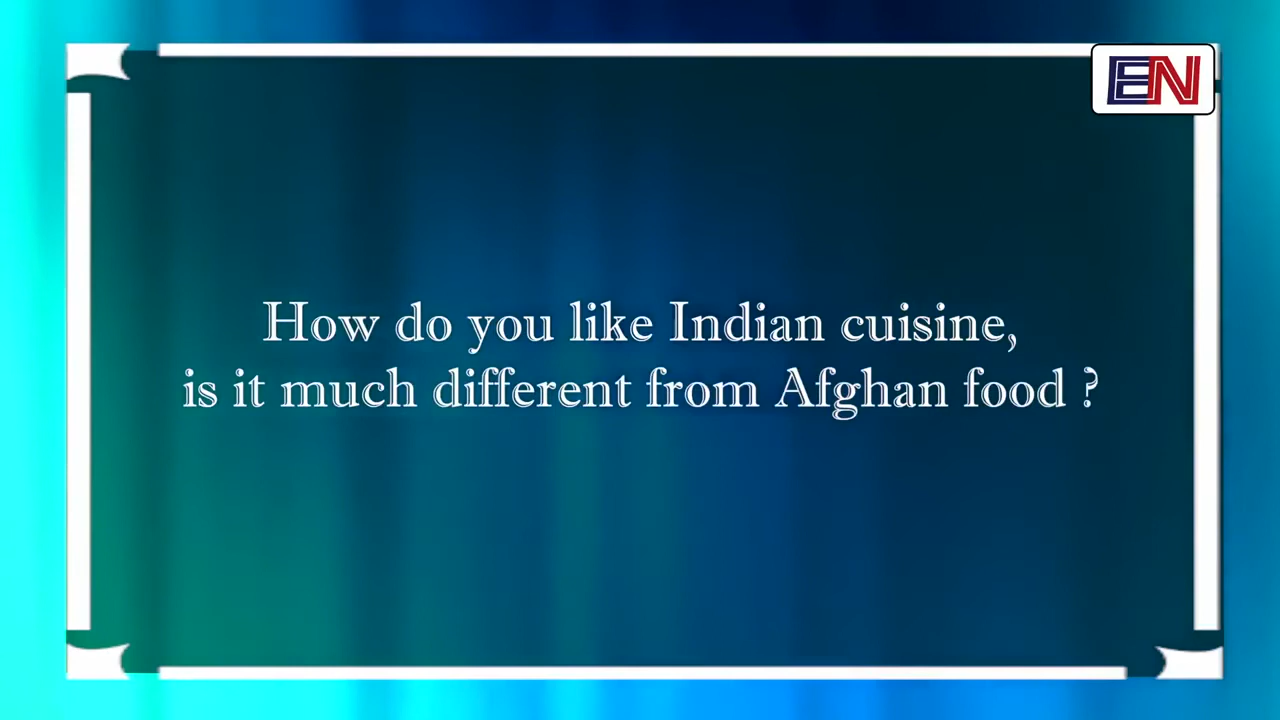 EN
How do you like Indian cuisine,
is it much different from Afghan food ?